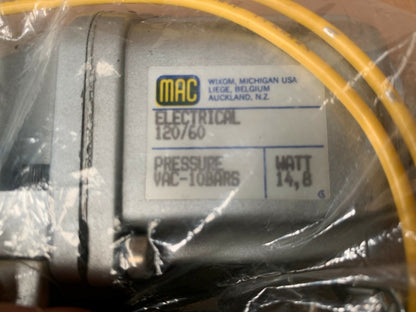 MAC
WIXOM, MICHIGAN USA
LIEGE, BELGIUM
AUCKLAND, N.Z.
ELECTRICAL
120/60
PRESSURE
VAC-10BARS
WATT
14,8